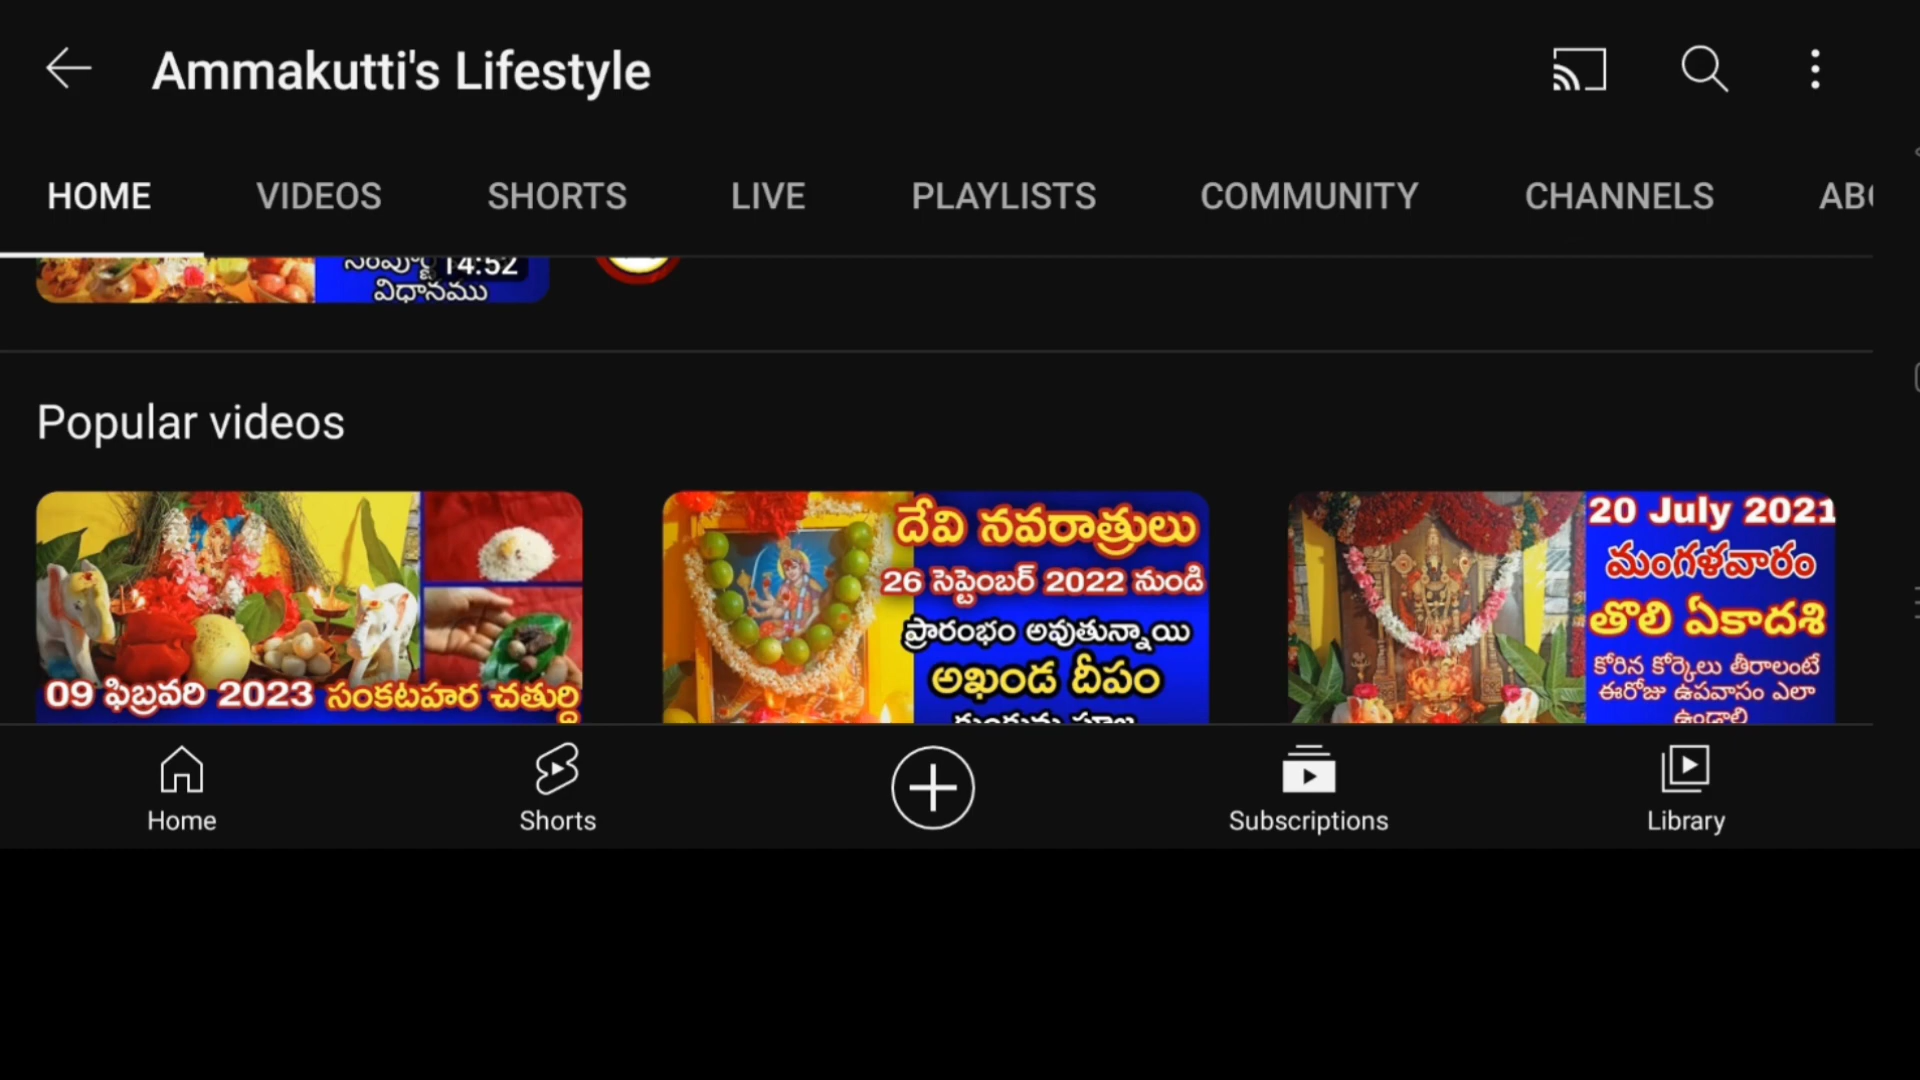 Ammakutti's Lifestyle
HOME VIDEOS SHORTS LIVE PLAYLISTS COMMUNITY CHANNELS
సంపూర్ణ 14:52
విధానము
Popular videos
09 ఫిబ్రవరి 2023 సంకటహర చతుర్థి
దేవి నవరాత్రులు
26 సెప్టెంబర్ 2022 నుండి
ప్రారంభం అవుతున్నాయి
అఖండ దీపం
20 July 2021
మంగళవారం
తొలి ఏకాదశి
కోరిన కోర్కెలు తీరాలంటే
ఈరోజు ఉపవాసం ఎలా
ఉండాలి
Home Shorts Subscriptions Library